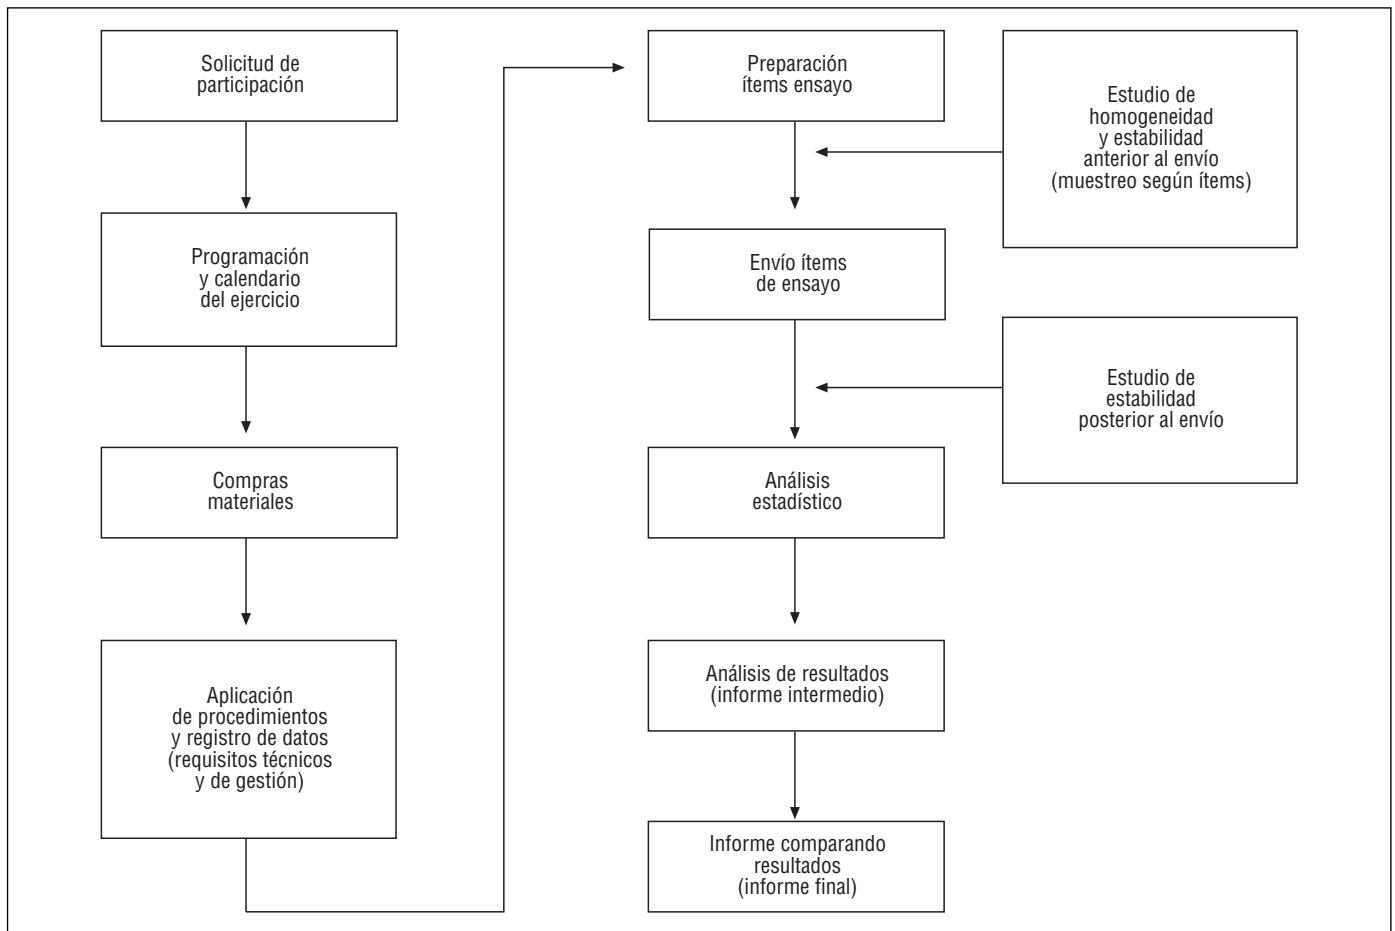 Solicitud de
participación
Programación
y calendario
del ejercicio
Compras
materiales
Aplicación
de procedimientos
y registro de datos
(requisitos técnicos
y de gestión)
Preparación
ítems ensayo
Envío ítems
de ensayo
Análisis
estadístico
Análisis de resultados
(informe intermedio)
Informe comparando
resultados
(informe final)
Estudio de
homogeneidad
y estabilidad
anterior al envío
(muestreo según ítems)
Estudio de
estabilidad
posterior al envío